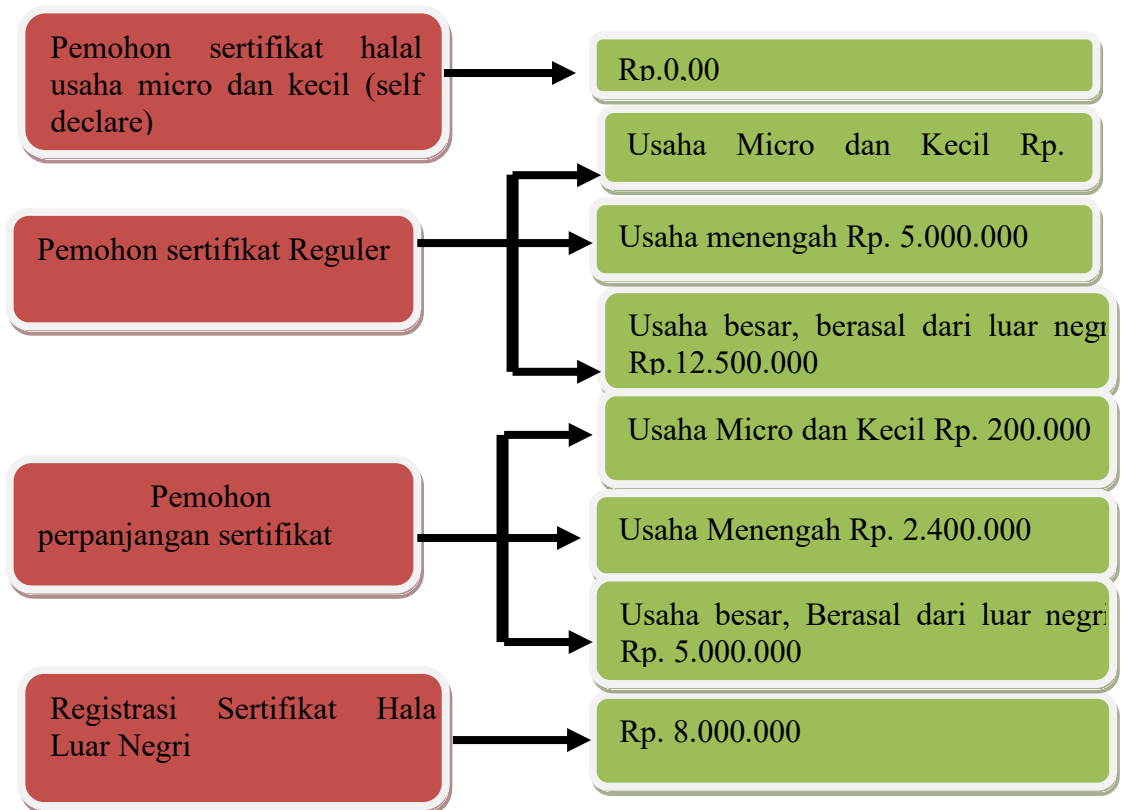 Pemohon sertifikat halal
usaha micro dan kecil (self
declare)
Rp.0,00
Usaha Micro dan Kecil Rp.
Pemohon sertifikat Reguler
Usaha menengah Rp. 5.000.000
Usaha besar, berasal dari luar negr
Rp.12.500.000
Pemohon
perpanjangan sertifikat
Usaha Micro dan Kecil Rp. 200.000
Usaha Menengah Rp. 2.400.000
Usaha besar, Berasal dari luar negri
Rp. 5.000.000
Registrasi Sertifikat Hala
Luar Negri
Rp. 8.000.000